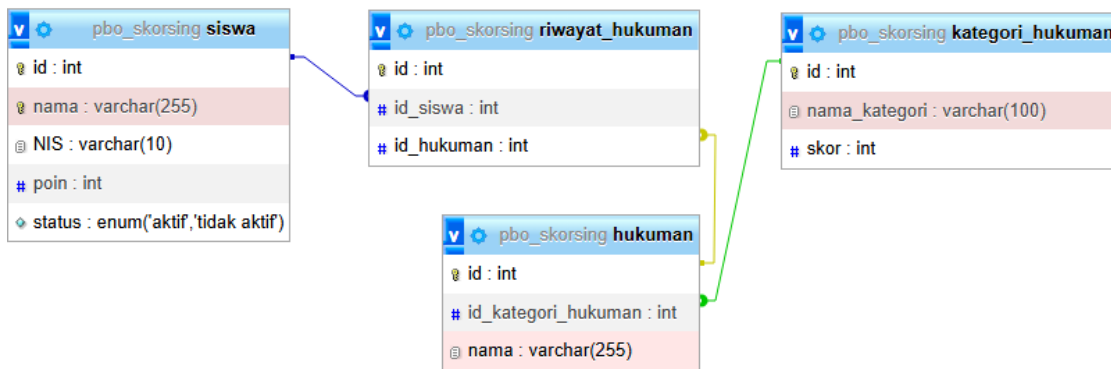 v pbo_skorsing siswa
id : int
nama : varchar(255)
NIS : varchar(10)
# poin : int
status : enum('aktif','tidak aktif')
v pbo_skorsing riwayat_hukuman
id : int
# id_siswa : int
# id_hukuman : int
v pbo_skorsing kategori_hukuman
id : int
nama_kategori : varchar(100)
# skor : int
v pbo_skorsing hukuman
id : int
# id_kategori_hukuman : int
nama : varchar(255)